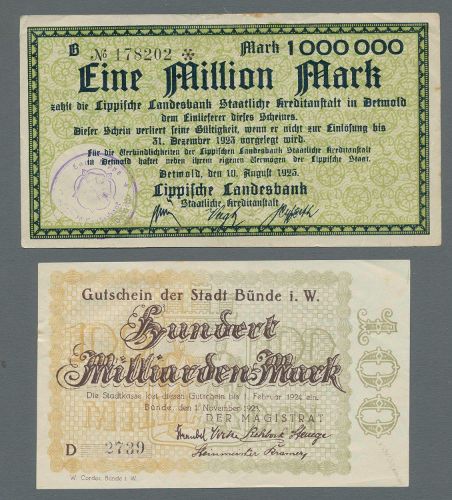 B № 178202 * Mark 1000000
Eine Million Mark
zahlt die Lippische Landesbank Staatliche Kreditanstalt in Detmold
dem Einlieferer dieses Scheines.
Dieser Schein verliert seine Gültigkeit, wenn er nicht zur Einlösung bis
31. Dezember 1923 vorgelegt wird.
Für die Verbindlichkeiten der Lippischen Landesbank Staatliche Kreditanstalt
in Detmold haftet neben ihrem eigenen Vermögen der Lippische Staat.
Detmold, den 10. August 1923.
Lippische Landesbank
Staatliche Kreditanstalt
Gutschein der Stadt Bünde i. W.
Hundert
Milliarden-Mark
100
Die Stadtkasse löst diesen Gutschein bis 1. Februar 1924 ein.
Bünde, den 1. November 1923.
DER MAGISTRAT
D 2739
Steinmeister
W. Cordes, Bünde i. W.